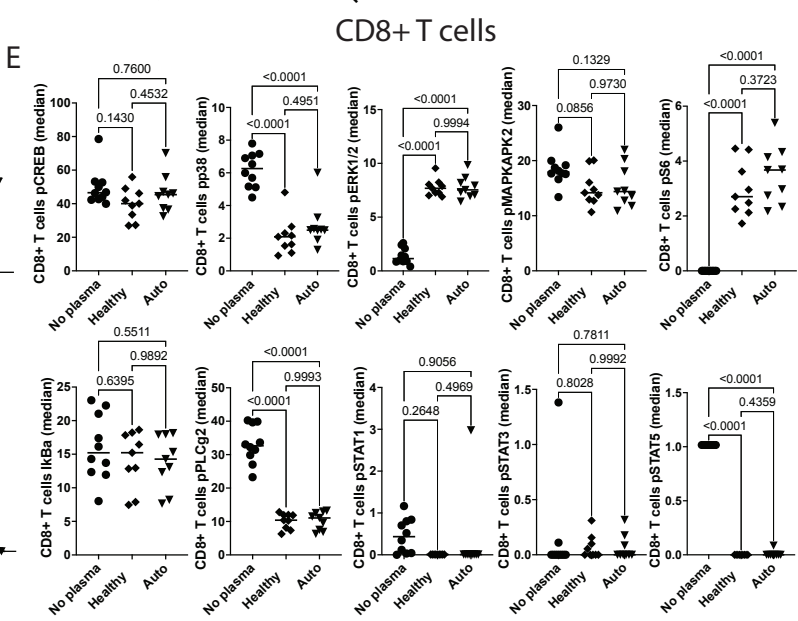 CD8+ T cells
E
0.7600
0.4532
0.1430
CD8+ T cells pCREB (median)
100
80
60
40
20
0
No plasma
Healthy
Auto
<0.0001
0.4951
<0.0001
CD8+ T cells pp38 (median)
10
8
6
4
2
0
No plasma
Healthy
Auto
<0.0001
0.9994
<0.0001
CD8+ T cells pERK1/2 (median)
15
10
5
0
No plasma
Healthy
Auto
0.1329
0.9730
0.0856
CD8+ T cells pMAPKAPK2 (median)
30
20
10
0
No plasma
Healthy
Auto
<0.0001
0.3723
<0.0001
CD8+ T cells pS6 (median)
6
4
2
0
No plasma
Healthy
Auto
0.5511
0.9892
0.6395
CD8+ T cells IkBa (median)
25
20
15
10
5
0
No plasma
Healthy
Auto
<0.0001
0.9993
<0.0001
CD8+ T cells pPLCg2 (median)
50
40
30
20
10
0
No plasma
Healthy
Auto
0.9056
0.4969
0.2648
CD8+ T cells pSTAT1 (median)
4
3
2
1
0
No plasma
Healthy
Auto
0.7811
0.9992
0.8028
CD8+ T cells pSTAT3 (median)
1.5
1.0
0.5
0.0
No plasma
Healthy
Auto
<0.0001
0.4359
<0.0001
CD8+ T cells pSTAT5 (median)
1.5
1.0
0.5
0.0
No plasma
Healthy
Auto